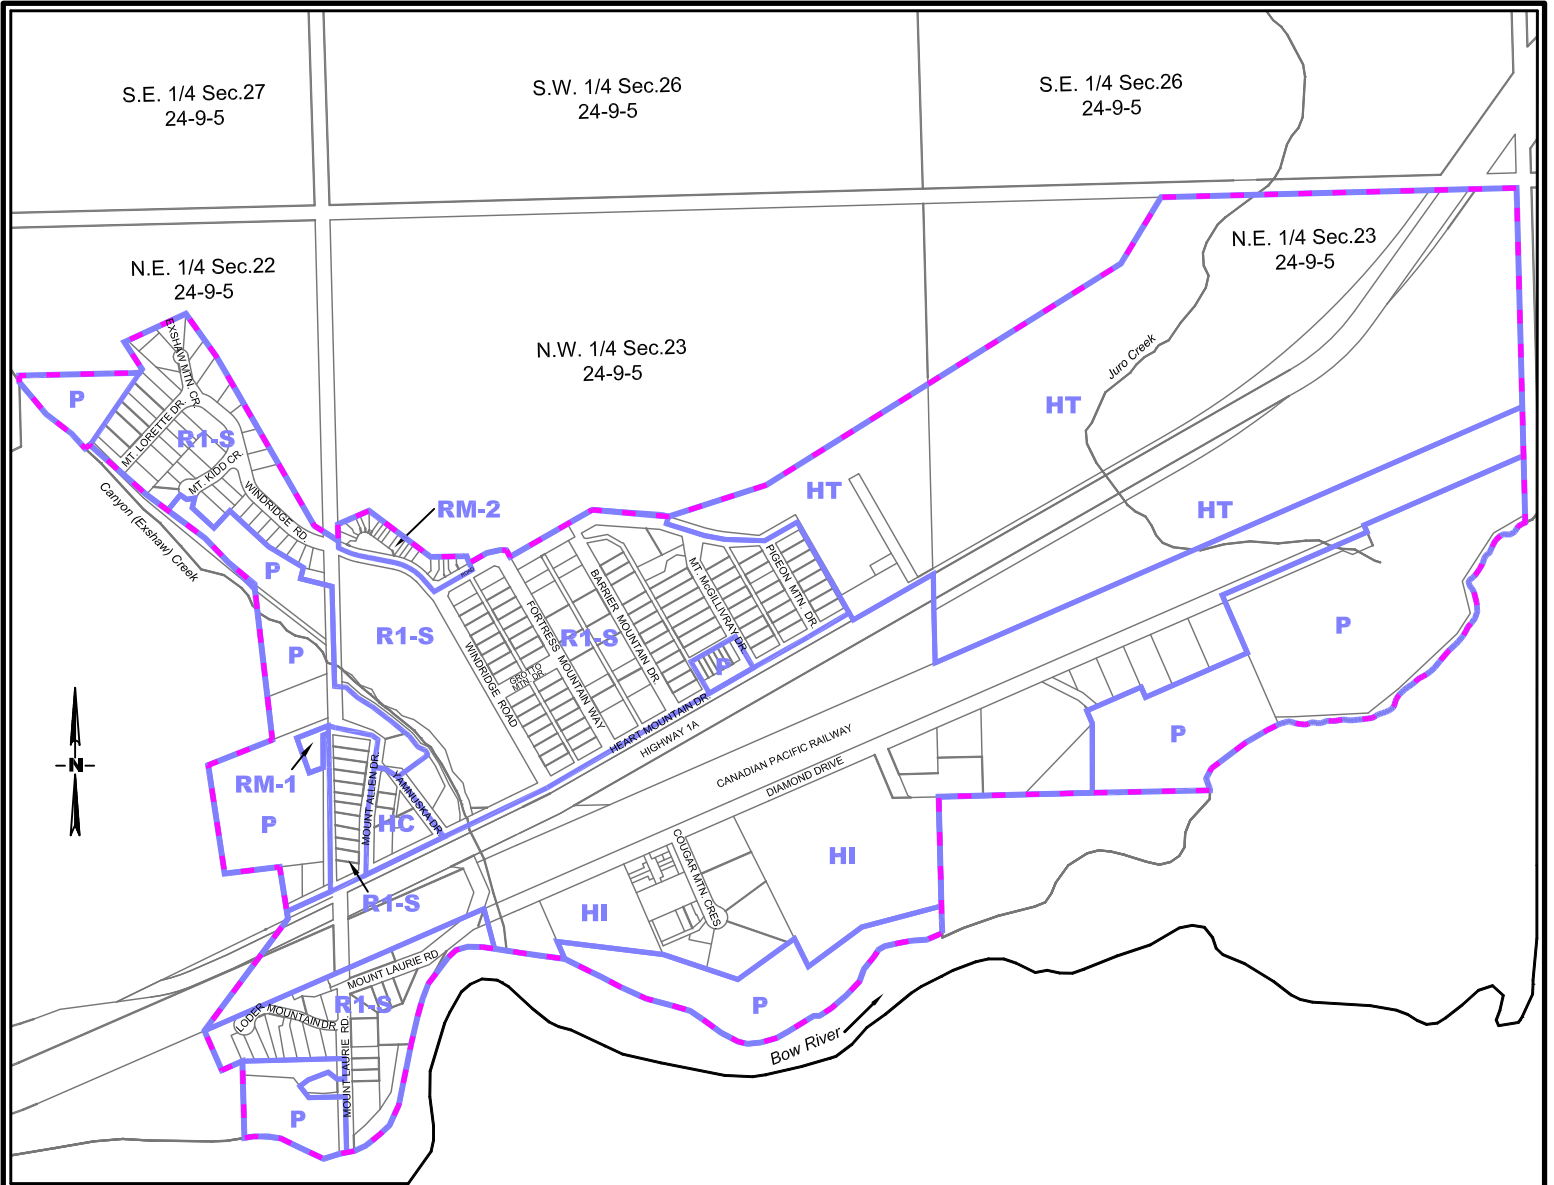 S.E. 1/4 Sec.27
24-9-5
S.W. 1/4 Sec.26
24-9-5
S.E. 1/4 Sec.26
24-9-5
N.E. 1/4 Sec.22
24-9-5
N.W. 1/4 Sec.23
24-9-5
N.E. 1/4 Sec.23
24-9-5
EXSHAW MTN. CR.
P
MT. LORETTE DR.
R1-S
MT. KIDD CR.
WINDRIDGE RD.
Canyon (Exshaw) Creek
RM-2
HT
HT
HT
Juro Creek
P
P
R1-S
WINDRIDGE ROAD
GROTTO
MTN. DR.
FORTRESS MOUNTAIN WAY
R1-S
BARRIER MOUNTAIN DR.
MT. McGILLIVRAY DR.
PIGEON MTN. DR.
P
HEART MOUNTAIN DR.
HIGHWAY 1A
CANADIAN PACIFIC RAILWAY
DIAMOND DRIVE
P
P
N
RM-1
P
MOUNT ALLEN DR.
YAMNUSKA DR.
HC
R1-S
COUGAR MTN. CRES
HI
HI
P
Bow River
MOUNT LAURIE RD
R1-S
LODER MOUNTAIN DR.
MOUNT LAURIE RD.
P